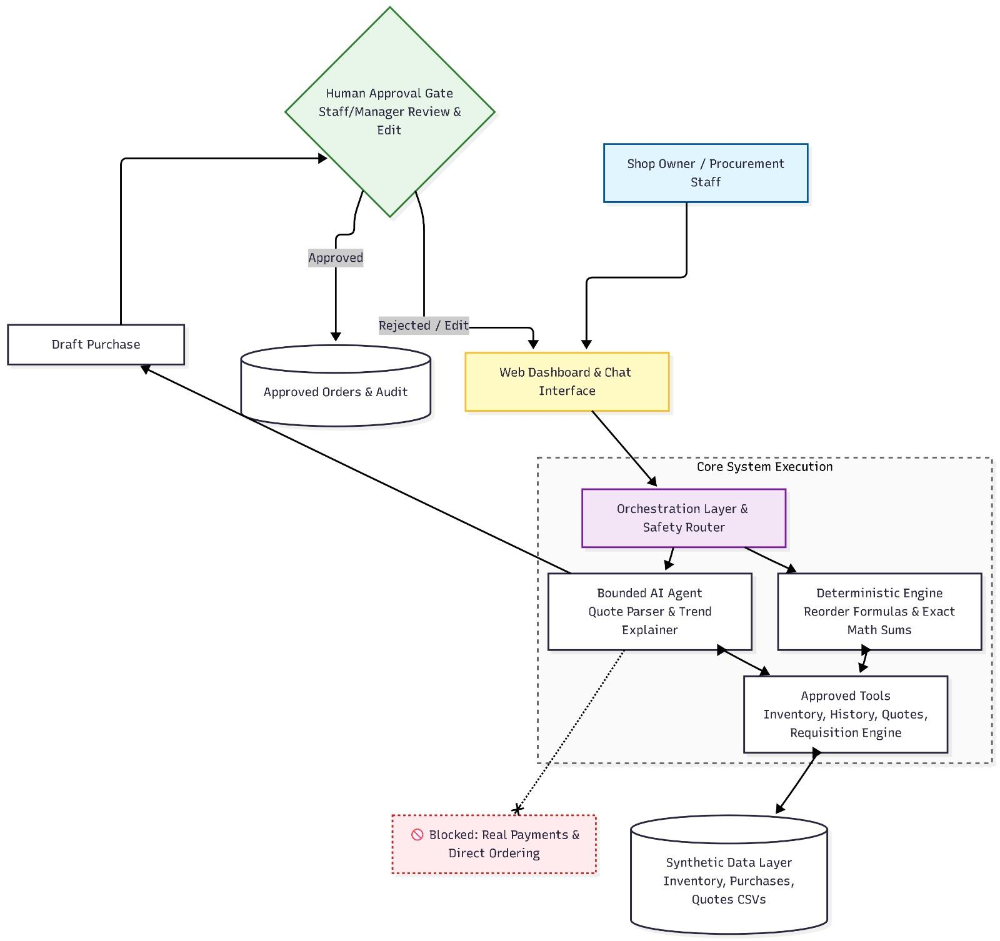 Human Approval Gate
Staff/Manager Review &
Edit
Shop Owner / Procurement
Staff
Approved
Rejected / Edit
Draft Purchase
Approved Orders & Audit
Web Dashboard & Chat
Interface
Core System Execution
Orchestration Layer &
Safety Router
Bounded AI Agent
Quote Parser & Trend
Explainer
Deterministic Engine
Reorder Formulas & Exact
Math Sums
Approved Tools
Inventory, History, Quotes,
Requisition Engine
🚫 Blocked: Real Payments &
Direct Ordering
Synthetic Data Layer
Inventory, Purchases,
Quotes CSVs